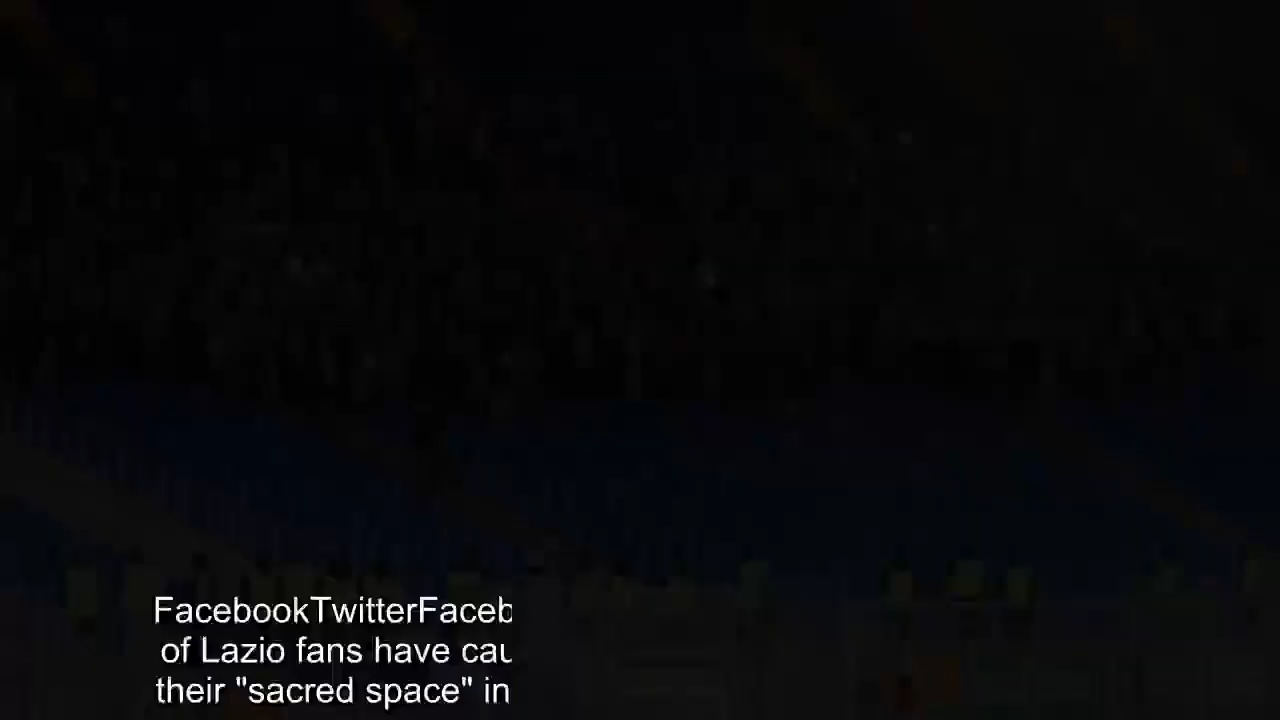 FacebookTwitterFaceb
of Lazio fans have cau
their "sacred space" in